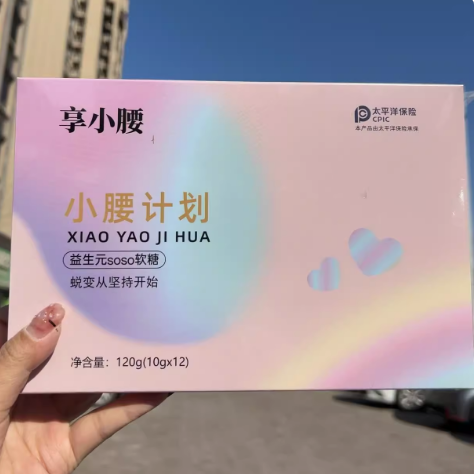 享小腰
太平洋保险
CPIC
本产品由太平洋保险承保
小腰计划
XIAO YAO JI HUA
益生元soso软糖
蜕变从坚持开始
净含量：120g(10gx12)